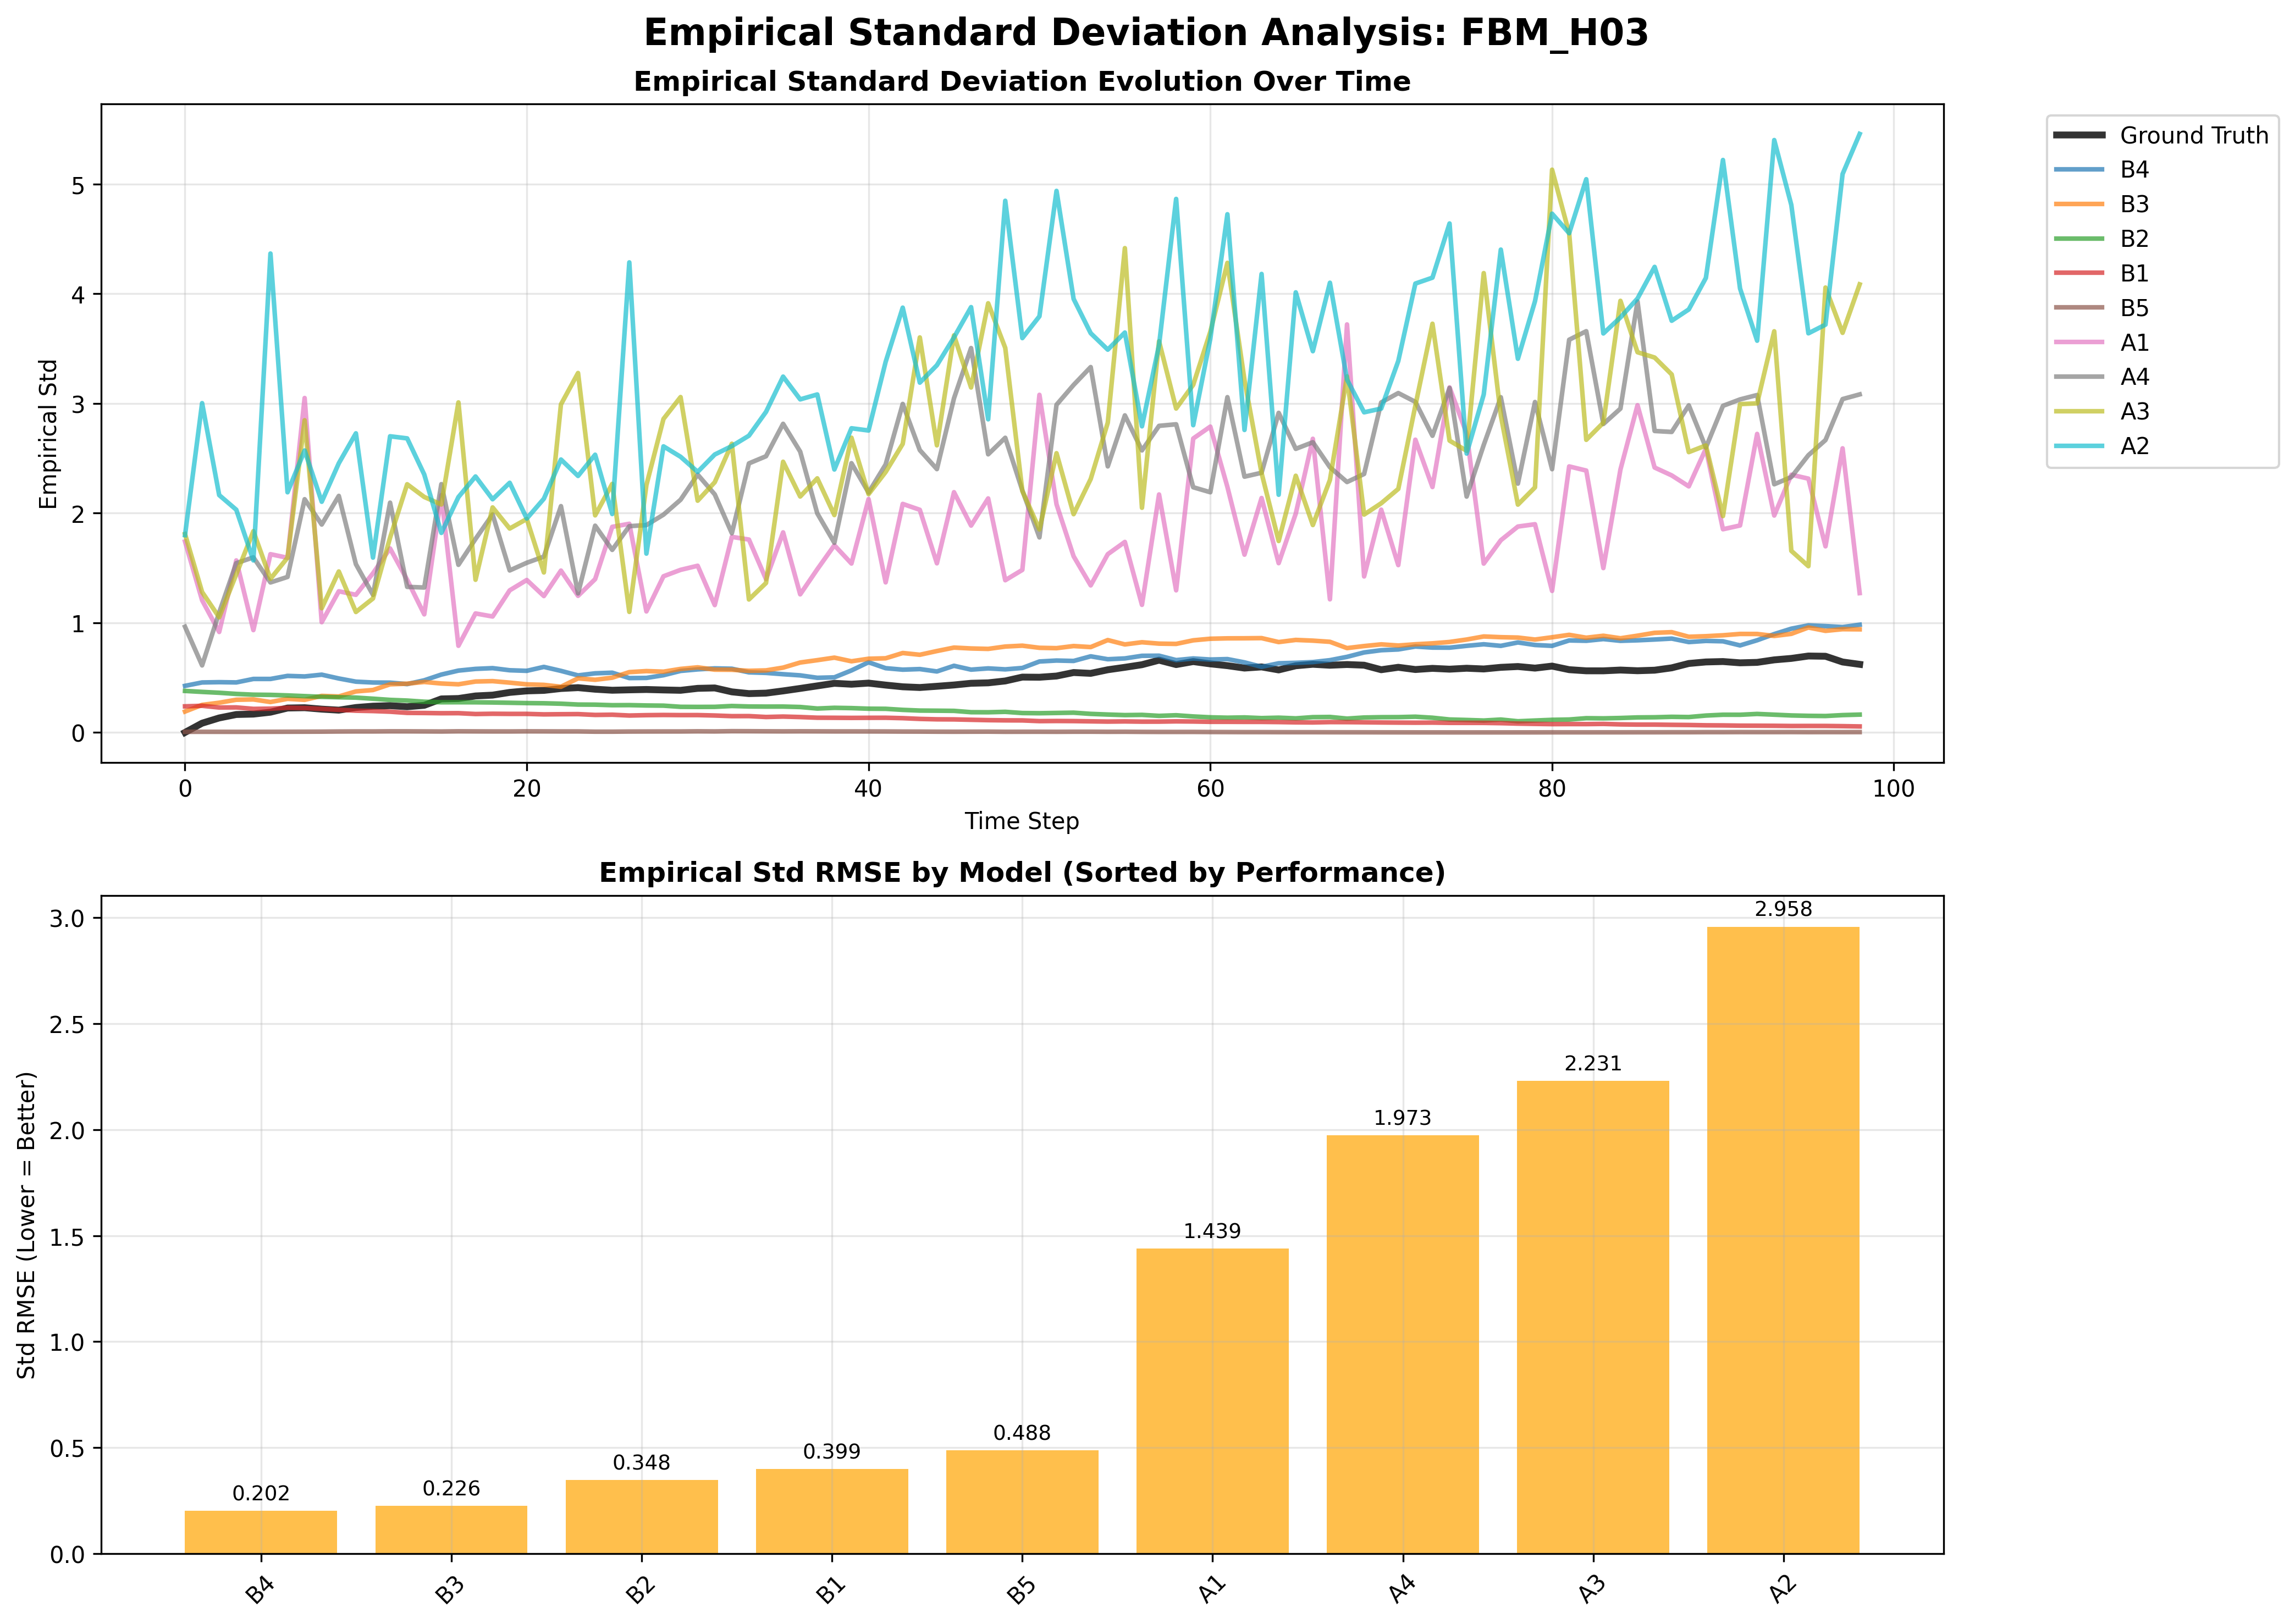 Empirical Standard Deviation Analysis: FBM_H03
Empirical Standard Deviation Evolution Over Time
Empirical Std
5
4
3
2
1
0
0 20 40 60 80 100
Time Step
Ground Truth
B4
B3
B2
B1
B5
A1
A4
A3
A2
Empirical Std RMSE by Model (Sorted by Performance)
Std RMSE (Lower = Better)
3.0
2.5
2.0
1.5
1.0
0.5
0.0
0.202
0.226
0.348
0.399
0.488
1.439
1.973
2.231
2.958
B4 B3 B2 B1 B5 A1 A4 A3 A2